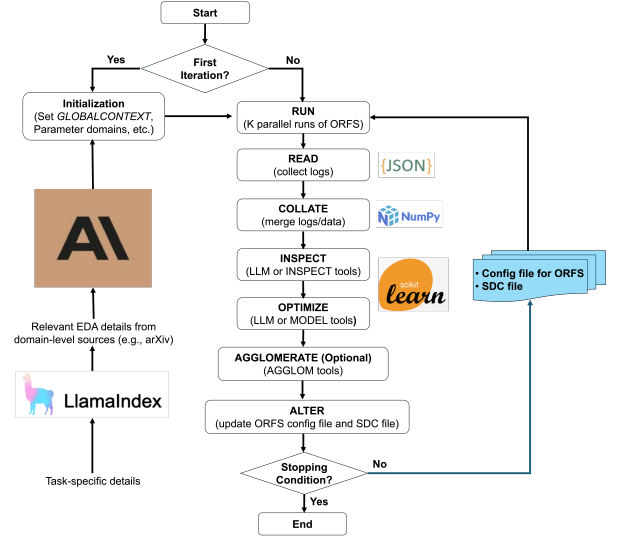 Start
First
Iteration?
Yes
No
Initialization
(Set GLOBALCONTEXT,
Parameter domains, etc.)
RUN
(K parallel runs of ORFS)
READ
(collect logs)
{JSON}
COLLATE
(merge logs/data)
NumPy
AI
INSPECT
(LLM or INSPECT tools)
scikit
learn
• Config file for ORFS
• SDC file
OPTIMIZE
(LLM or MODEL tools)
Relevant EDA details from
domain-level sources (e.g., arXiv)
AGGLOMERATE (Optional)
(AGGLOM tools)
LlamaIndex
ALTER
(update ORFS config file and SDC file)
Stopping
Condition?
No
Yes
Task-specific details
End